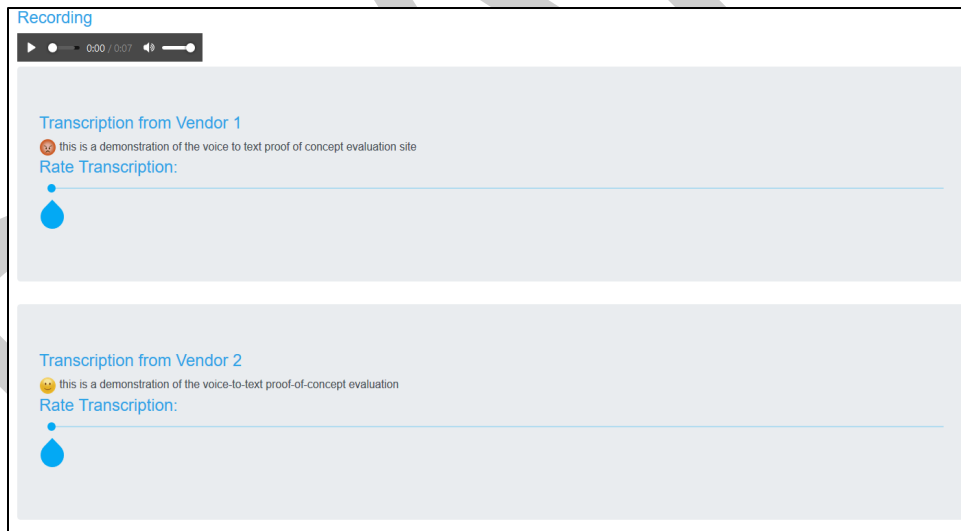 Recording
0:00 / 0:07
Transcription from Vendor 1
this is a demonstration of the voice to text proof of concept evaluation site
Rate Transcription:
Transcription from Vendor 2
this is a demonstration of the voice-to-text proof-of-concept evaluation
Rate Transcription: